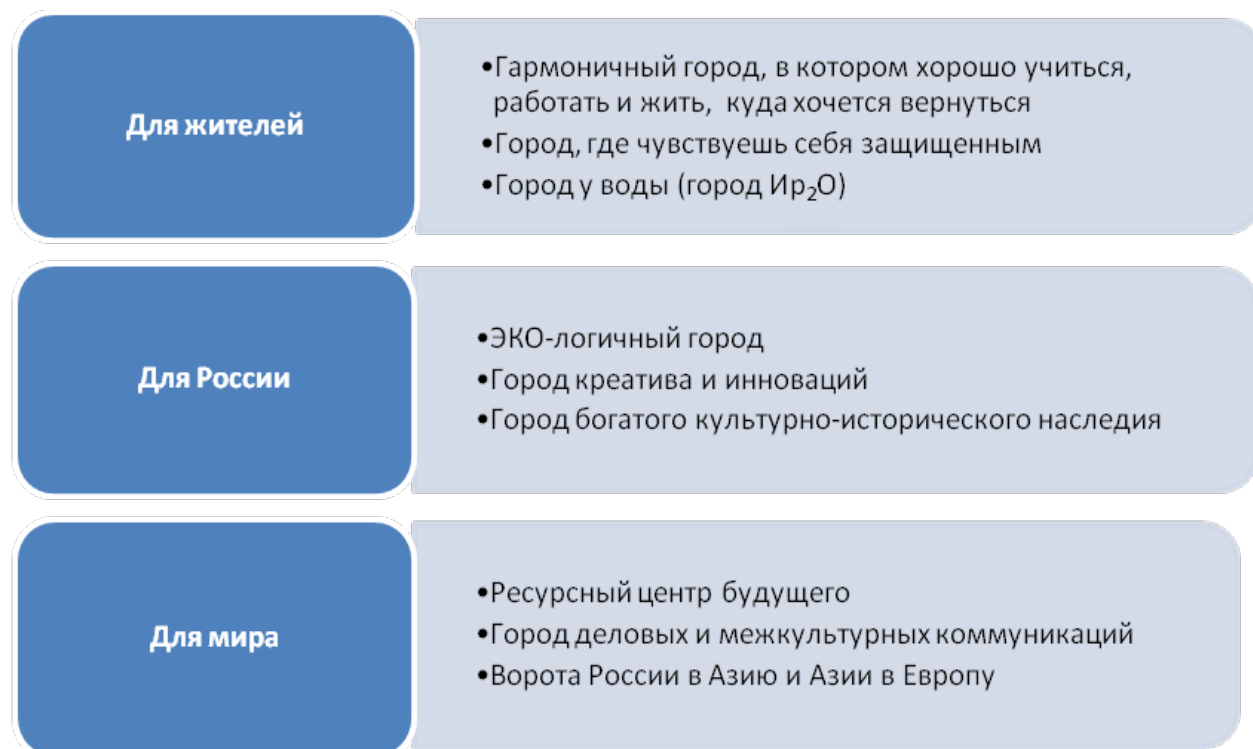 Для жителей
•Гармоничный город, в котором хорошо учиться,
работать и жить, куда хочется вернуться
•Город, где чувствуешь себя защищенным
•Город у воды (город Ир₂О)
Для России
•ЭКО-логичный город
•Город креатива и инноваций
•Город богатого культурно-исторического наследия
Для мира
•Ресурсный центр будущего
•Город деловых и межкультурных коммуникаций
•Ворота России в Азию и Азии в Европу